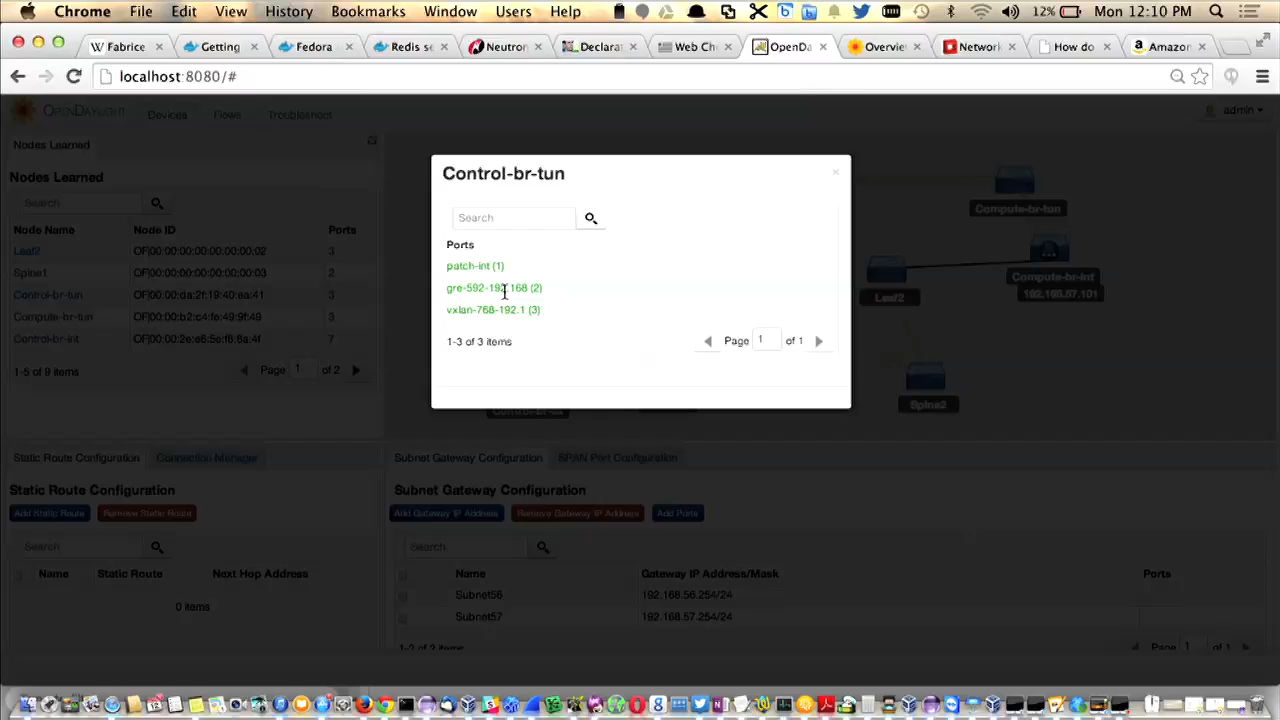 Chrome File Edit View History Bookmarks Window Users Help 12% Mon 12:10 PM
Fabrice Getting Fedora Redis se Neutron Declarat Web Ch OpenDa Overvie Network How do Amazon
localhost:8080/#
OPENDAYLIGHT Devices Flows Troubleshoot admin
Nodes Learned
Nodes Learned
Search
Node Name Node ID Ports
Leaf2 OF|00:00:00:00:00:00:00:02 3
Spine1 OF|00:00:00:00:00:00:00:03 2
Control-br-tun OF|00:00:da:2f:19:40:ea:41 3
Compute-br-tun OF|00:00:b2:c4:fe:49:9f:49 3
Control-br-int OF|00:00:2e:e6:5e:f6:8a:4f 7
1-5 of 9 items Page 1 of 2
Control-br-tun
Search
Ports
patch-int (1)
gre-592-192.168 (2)
vxlan-768-192.1 (3)
1-3 of 3 items Page 1 of 1
Compute-br-tun
Compute-br-int
192.168.57.101
Leaf2
Spine2
Static Route Configuration Connection Manager
Static Route Configuration
Add Static Route Remove Static Route
Search
Name Static Route Next Hop Address
0 items
Subnet Gateway Configuration SPAN Port Configuration
Subnet Gateway Configuration
Add Gateway IP Address Remove Gateway IP Address Add Ports
Search
Name Gateway IP Address/Mask Ports
Subnet56 192.168.56.254/24
Subnet57 192.168.57.254/24
1-2 of 2 items Page 1 of 1